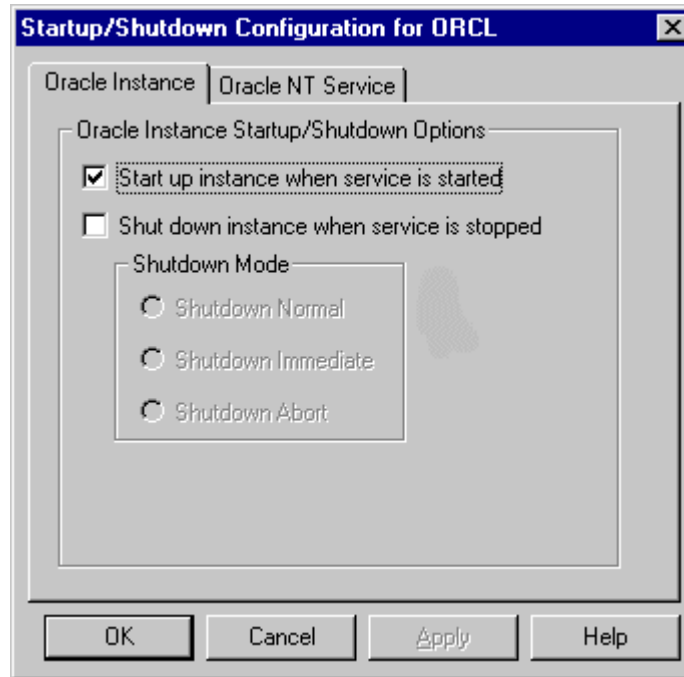 Startup/Shutdown Configuration for ORCL
Oracle Instance
Oracle NT Service
Oracle Instance Startup/Shutdown Options
Start up instance when service is started
Shut down instance when service is stopped
Shutdown Mode
Shutdown Normal
Shutdown Immediate
Shutdown Abort
OK
Cancel
Apply
Help